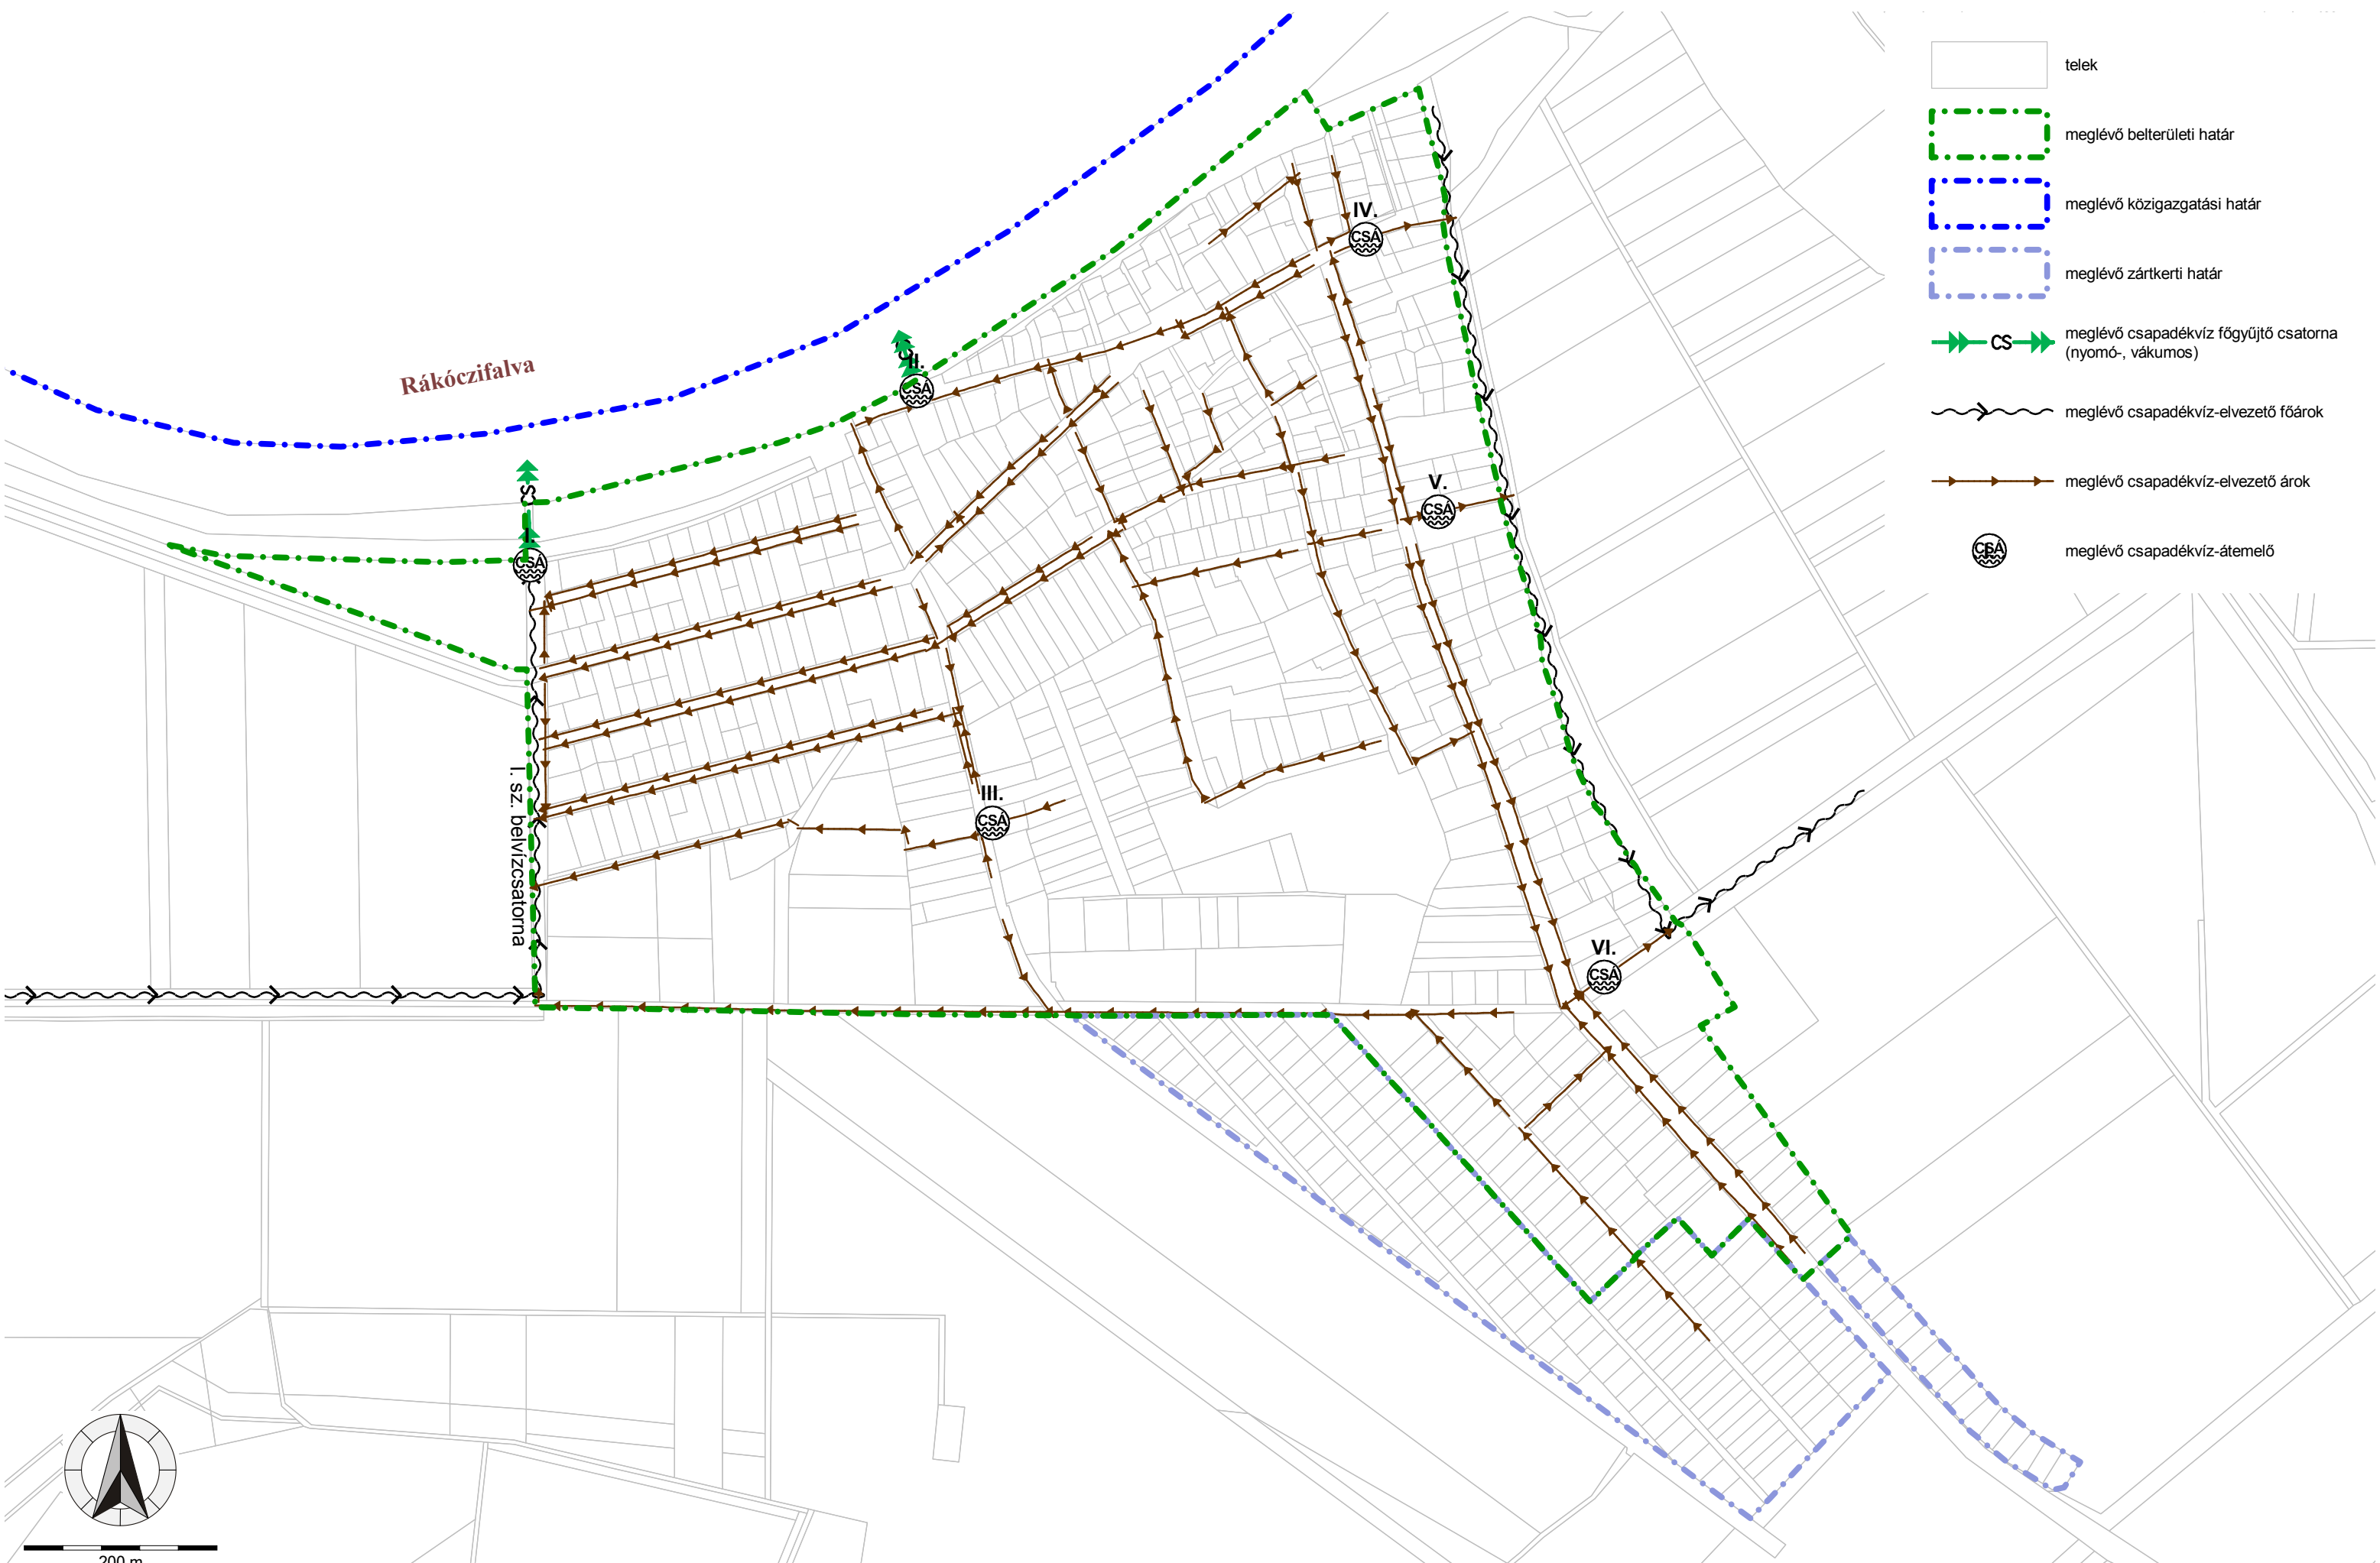 telek
meglévő belterületi határ
meglévő közigazgatási határ
meglévő zártkerti határ
CS
meglévő csapadékvíz főgyűjtő csatorna
(nyomó-, vákumos)
meglévő csapadékvíz-elvezető főárok
meglévő csapadékvíz-elvezető árok
CSÁ
meglévő csapadékvíz-átemelő
Rákóczifalva
IV.
CSÁ
II.
CSÁ
V.
CSÁ
I.
CSÁ
I. sz. belvízcsatorna
III.
CSÁ
VI.
CSÁ
200 m